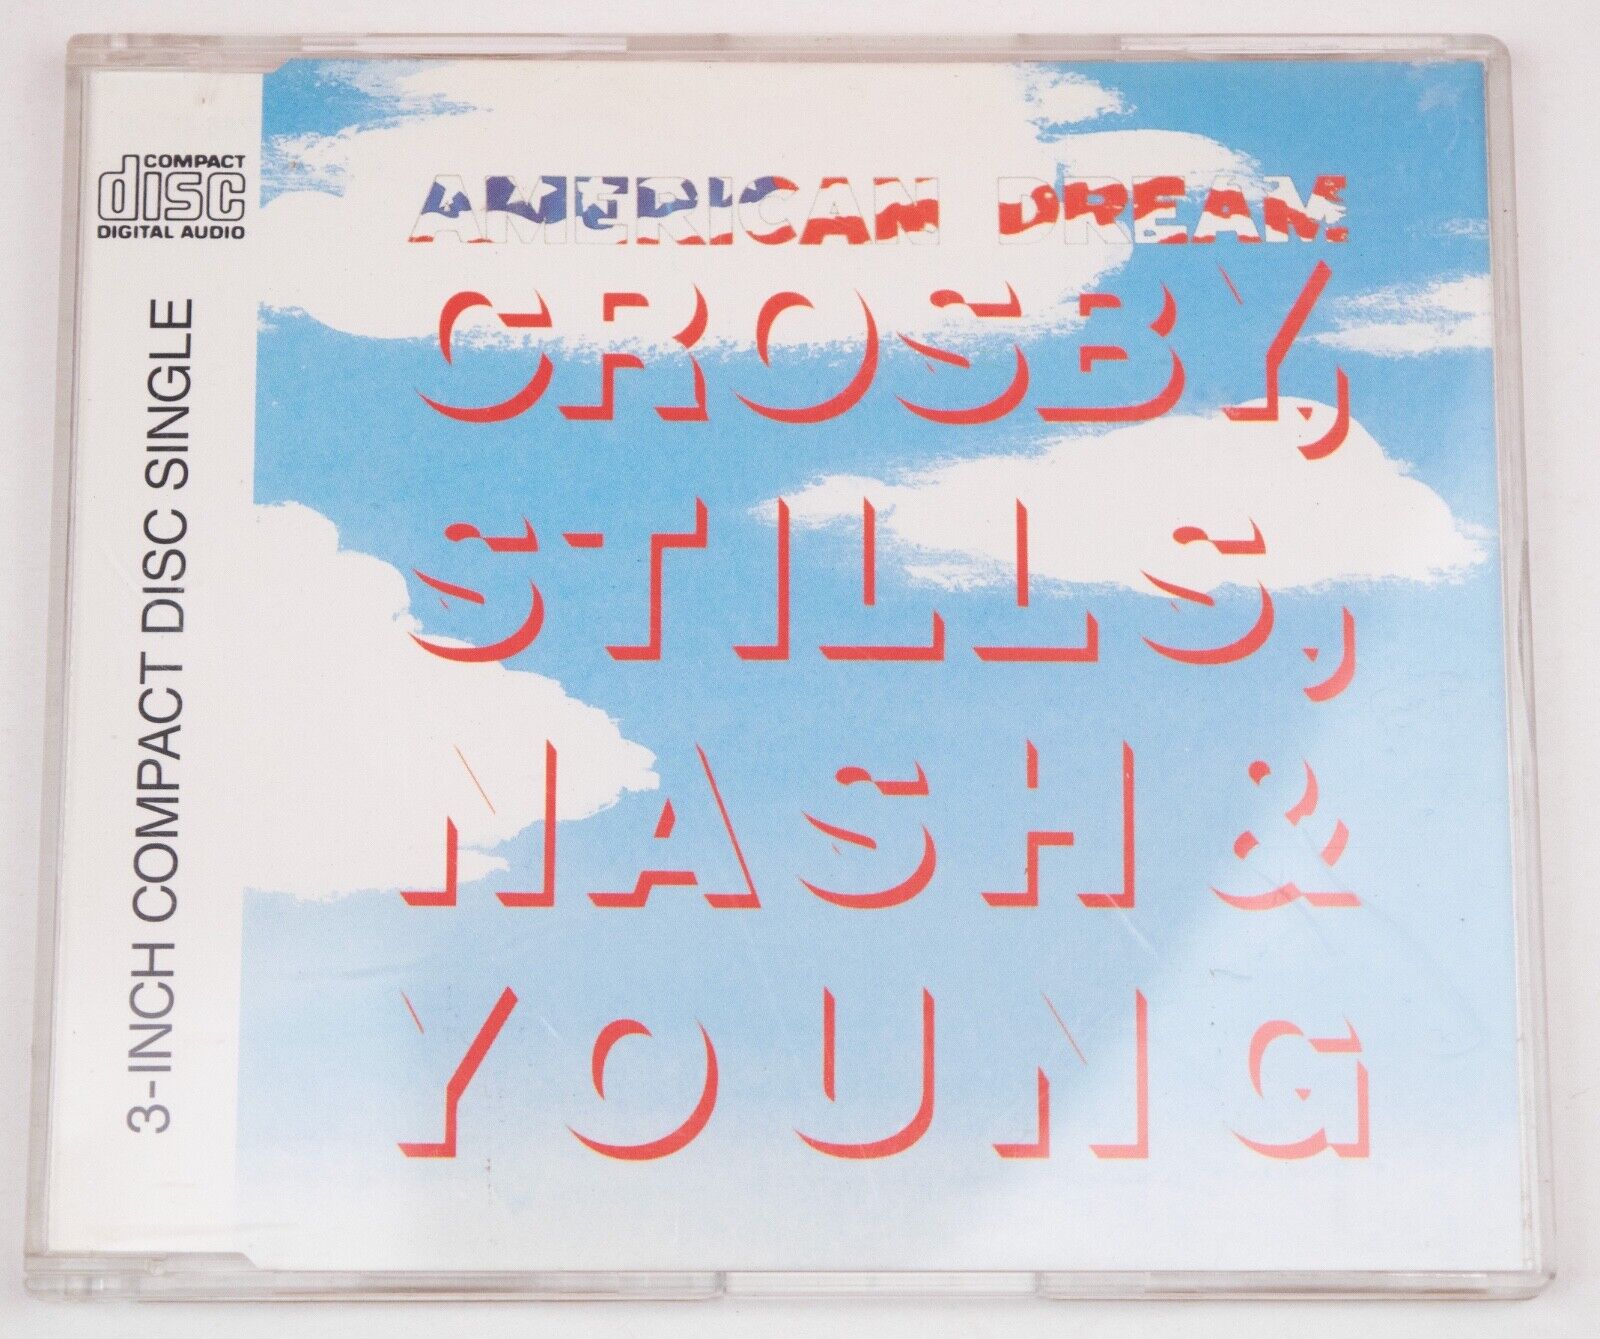 COMPACT
disc
DIGITAL AUDIO
3-INCH COMPACT DISC SINGLE
AMERICAN DREAM
CROSBY,
STILLS,
NASH &
YOUNG